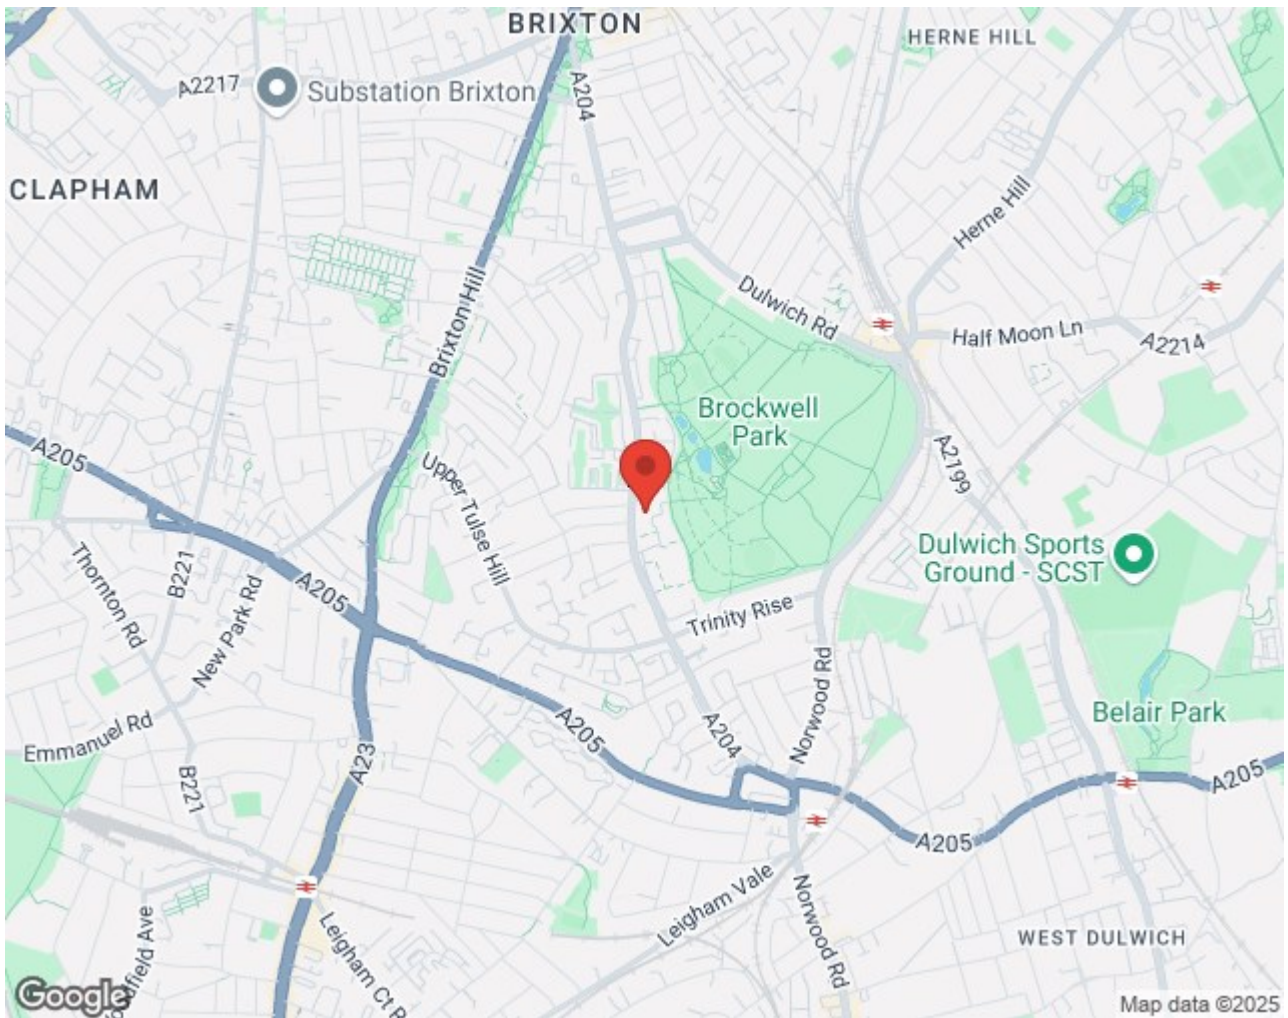 BRIXTON
HERNE HILL
A2217
Substation Brixton
A204
CLAPHAM
Herne Hill
Brixton Hill
Dulwich Rd
Half Moon Ln
A2214
Brockwell
Park
A205
Upper Tulse Hill
A2199
Dulwich Sports
Ground - SCST
Thornton Rd
B221
New Park Rd
A205
Trinity Rise
Norwood Rd
Belair Park
Emmanuel Rd
A23
A205
A204
B221
A205
A205
Leigham Vale
Norwood Rd
Leigham Ct R
WEST DULWICH
Google
Map data ©2025